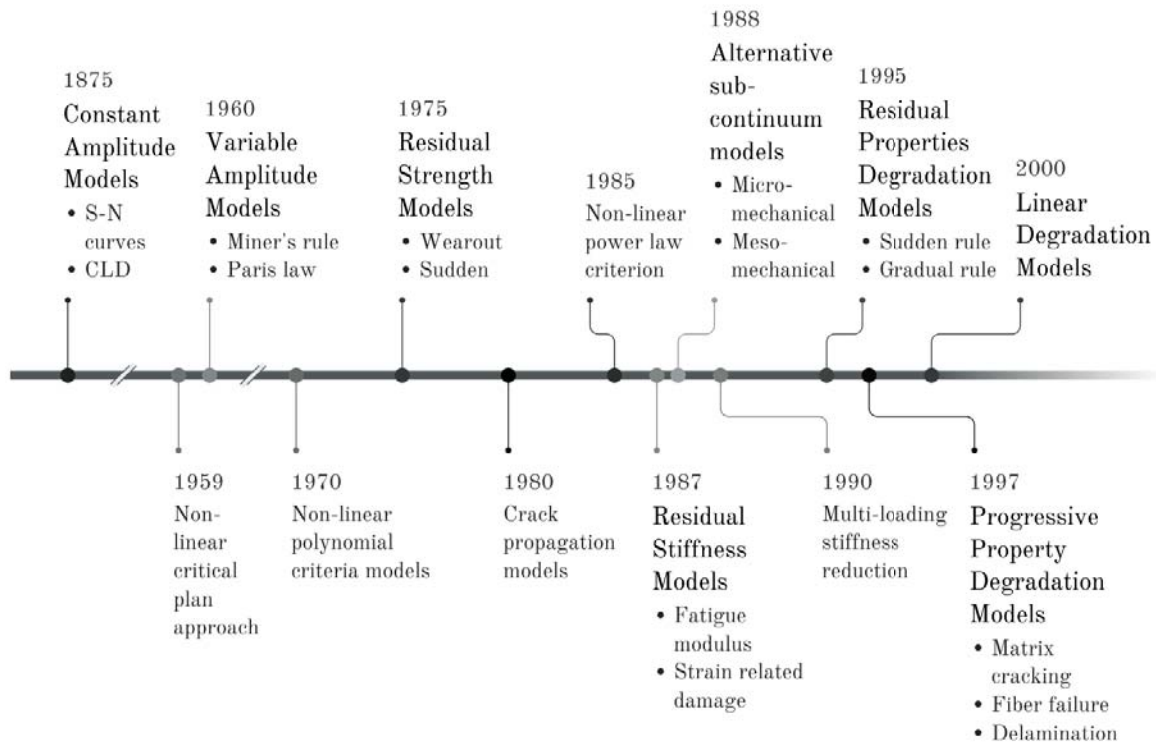 1875
Constant
Amplitude
Models
• S-N
curves
• CLD
1960
Variable
Amplitude
Models
• Miner's rule
• Paris law
1975
Residual
Strength
Models
• Wearout
• Sudden
1985
Non-linear
power law
criterion
1988
Alternative
sub-
continuum
models
• Micro-
mechanical
• Meso-
mechanical
1995
Residual
Properties
Degradation
Models
• Sudden rule
• Gradual rule
2000
Linear
Degradation
Models
1959
Non-
linear
critical
plan
approach
1970
Non-linear
polynomial
criteria models
1980
Crack
propagation
models
1987
Residual
Stiffness
Models
• Fatigue
modulus
• Strain related
damage
1990
Multi-loading
stiffness
reduction
1997
Progressive
Property
Degradation
Models
• Matrix
cracking
• Fiber failure
• Delamination